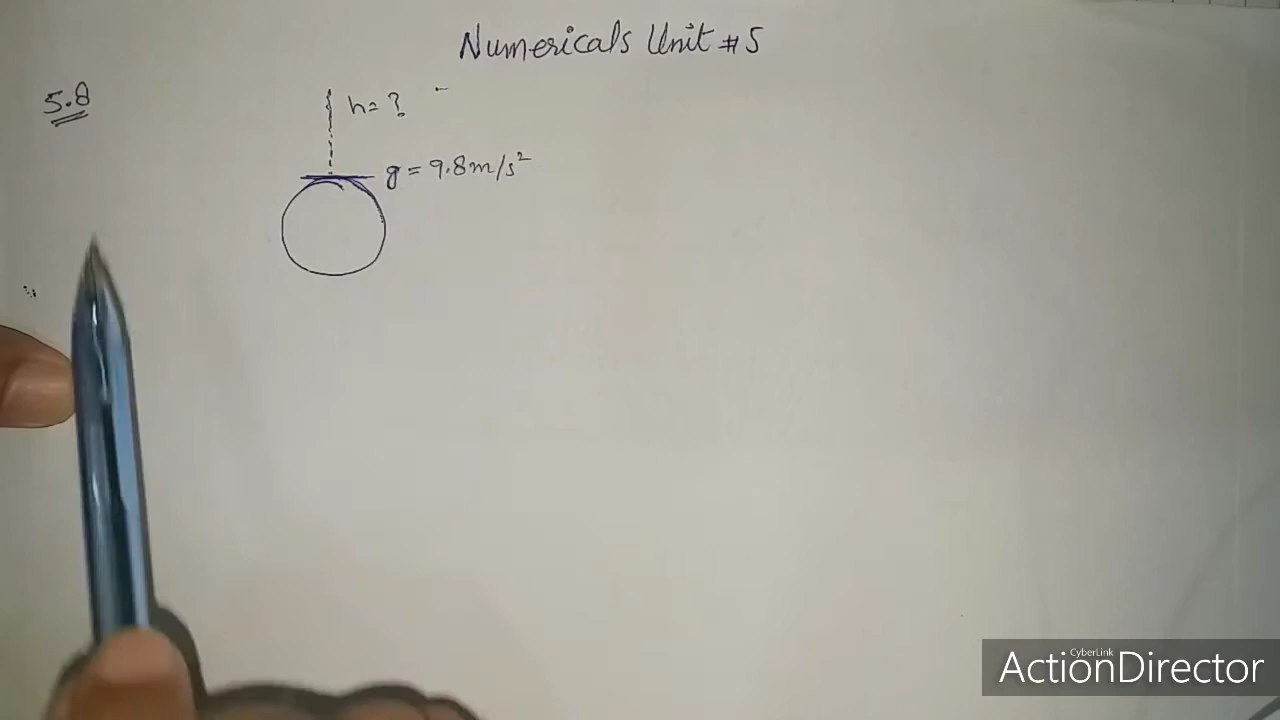 Numericals Unit # 5
5.8
h = ?
g = 9.8 m/s²
CyberLink
ActionDirector